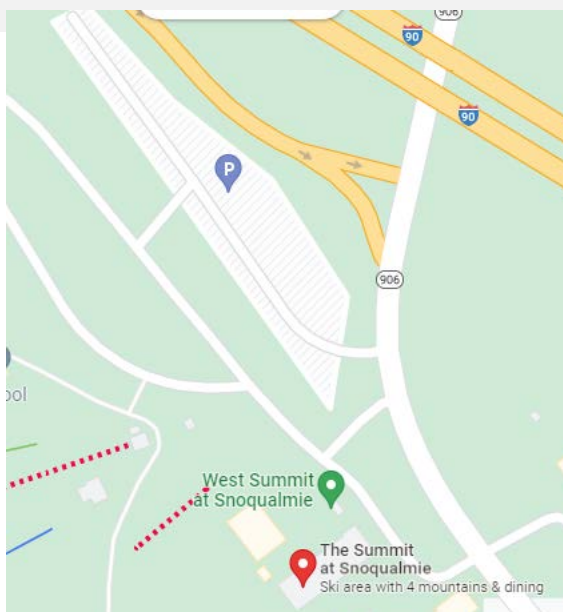 906
90
90
P
906
ool
West Summit
at Snoqualmie
The Summit
at Snoqualmie
Ski area with 4 mountains & dining